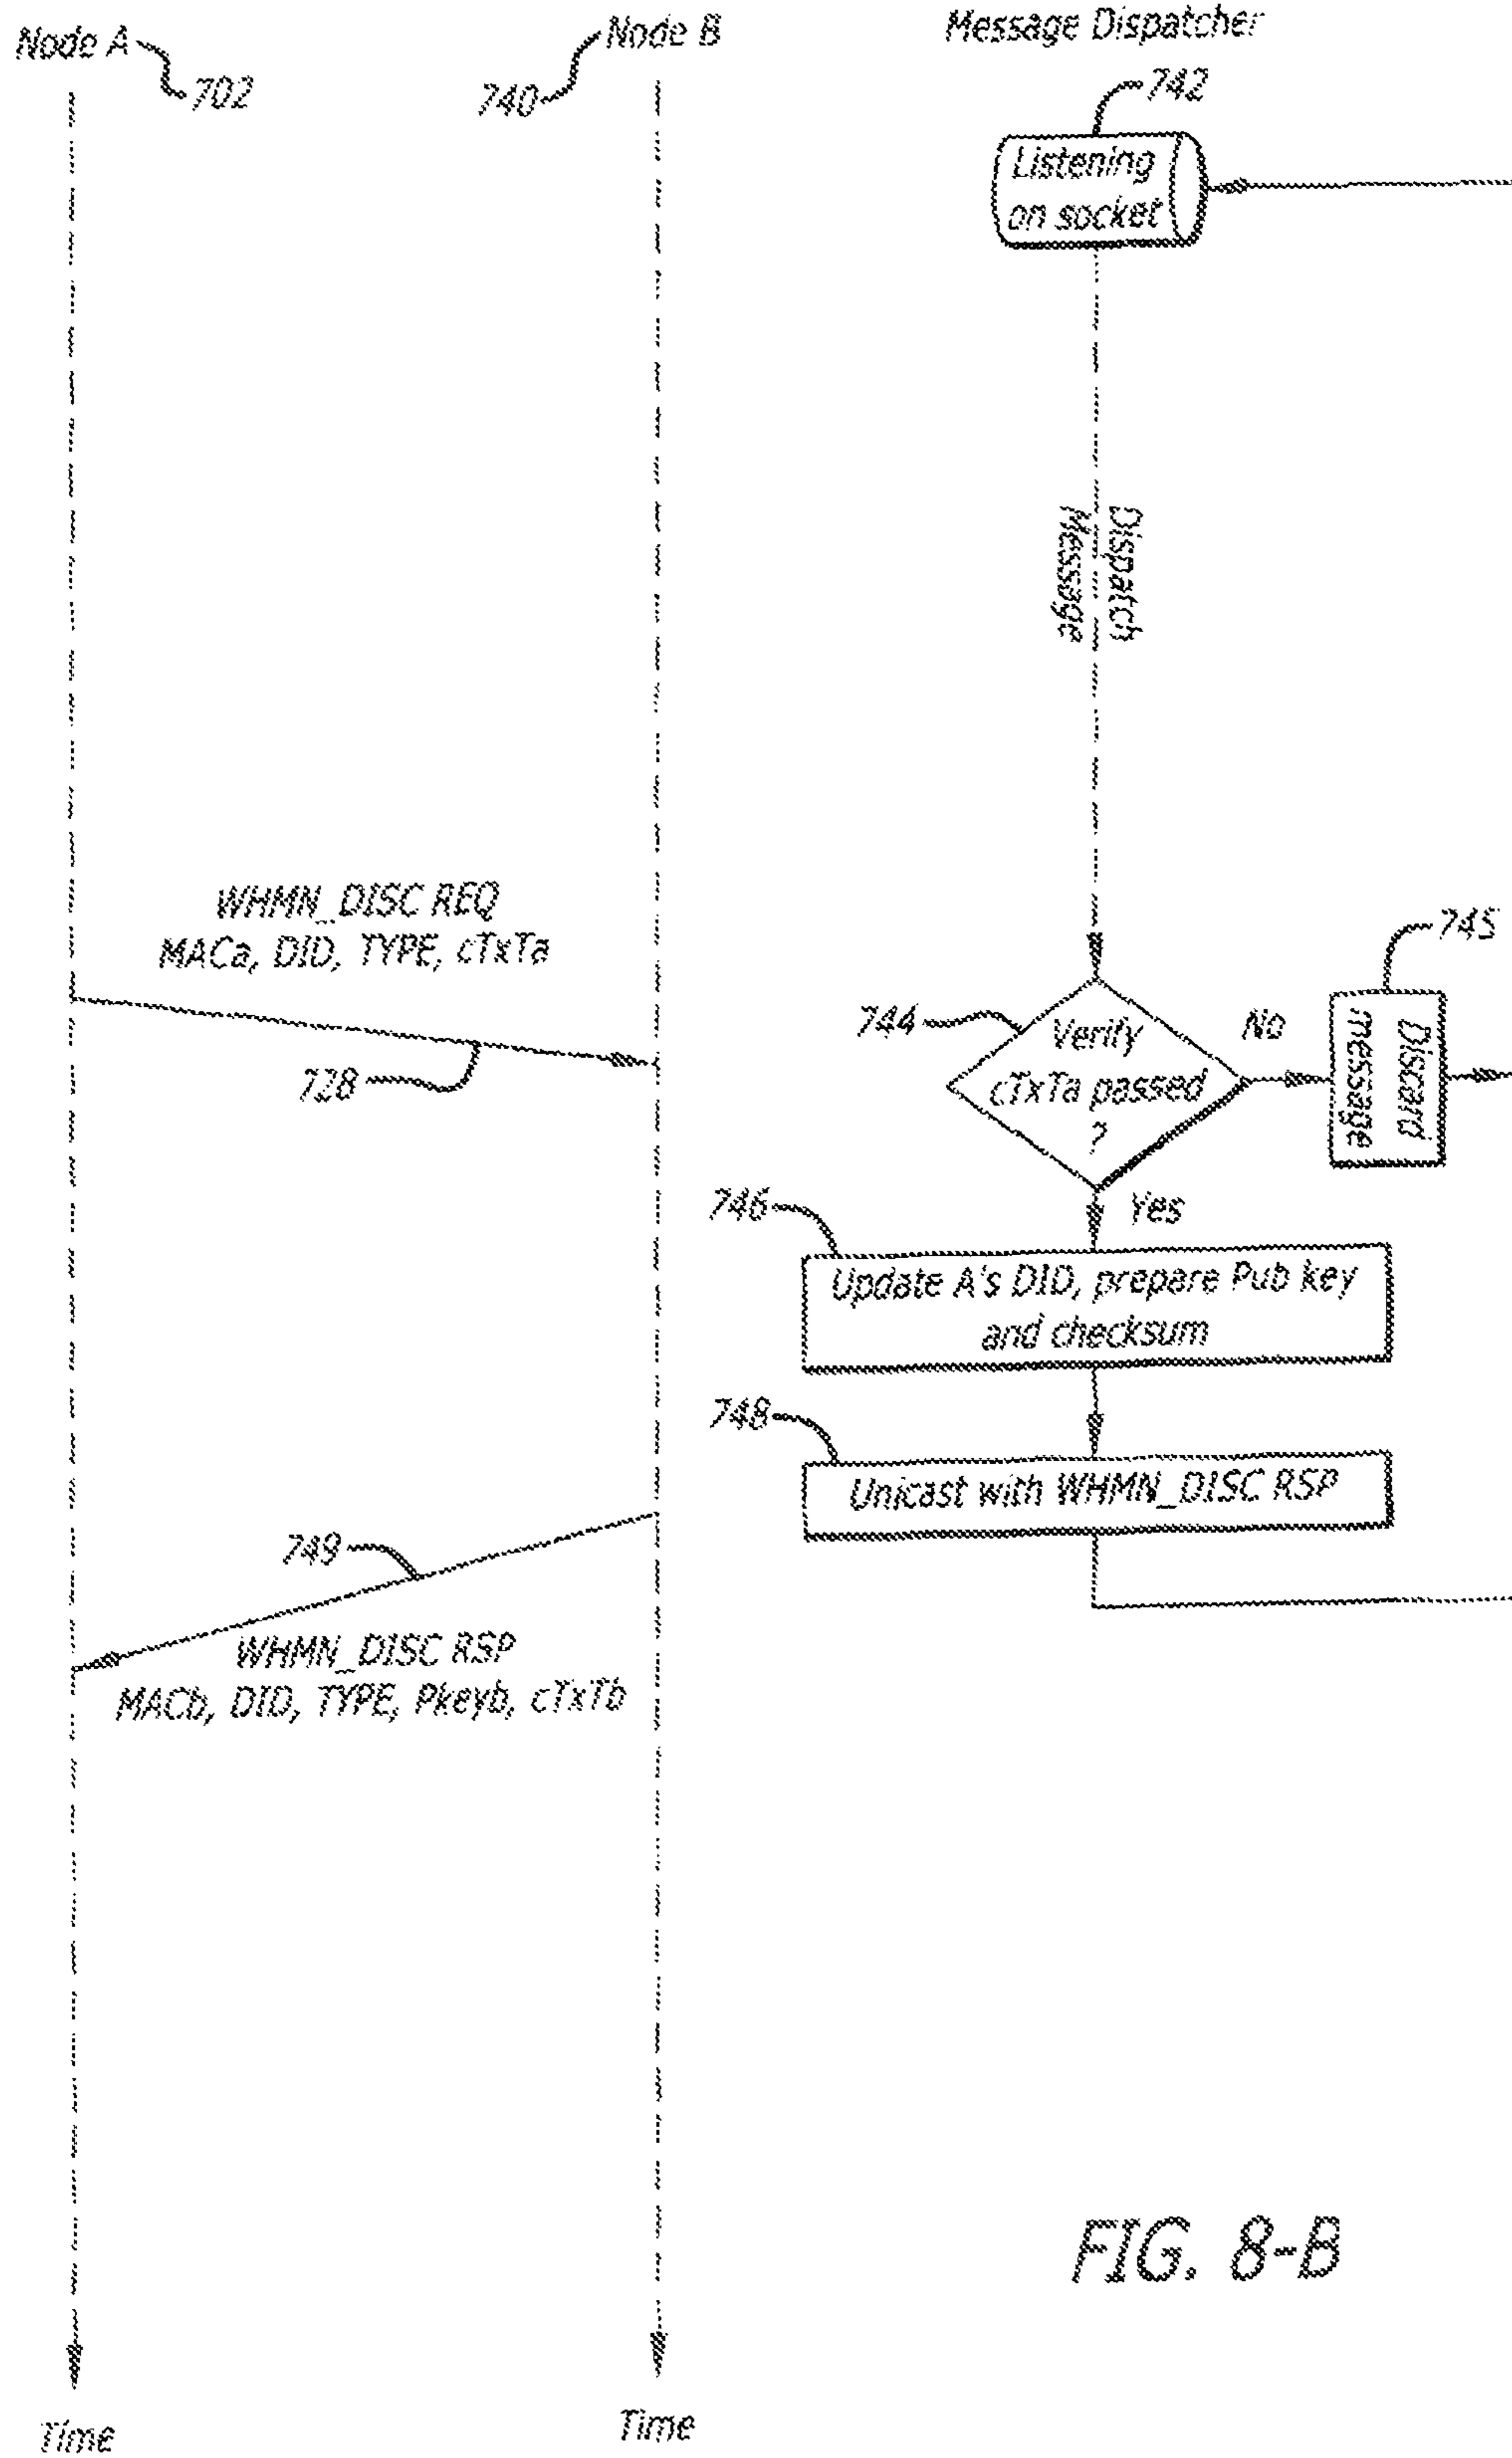 Node A
702
740
Node B
Message Dispatcher
742
Listening
on socket
Dispatch
Message
WHMN_DISC REQ
MACa, DID, TYPE, cTxTa
728
744
Verify
cTxTa passed
?
No
745
Discard
message
Yes
746
Update A's DID, prepare Pub key
and checksum
748
Unicast with WHMN_DISC RSP
749
WHMN_DISC RSP
MACb, DID, TYPE, Pkeyb, cTxTb
FIG. 8-B
Time
Time